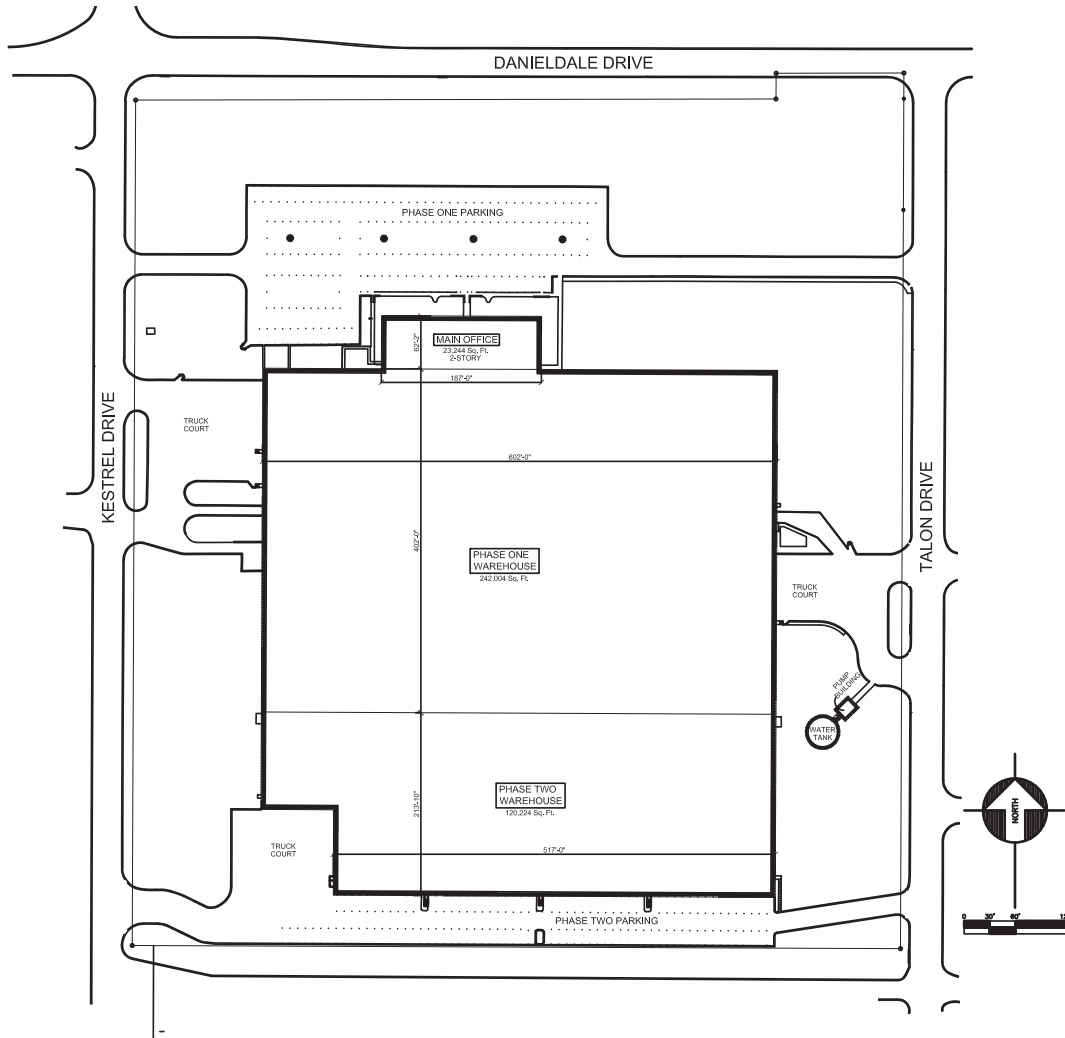 DANIELDALE DRIVE
PHASE ONE PARKING
MAIN OFFICE
23,244 Sq. Ft.
2-STORY
62'-2"
187'-0"
KESTREL DRIVE
TRUCK
COURT
602'-0"
402'-0"
TALON DRIVE
PHASE ONE
WAREHOUSE
242,004 Sq. Ft.
TRUCK
COURT
PUMP
BUILDING
WATER
TANK
PHASE TWO
WAREHOUSE
120,224 Sq. Ft.
213'-10"
NORTH
TRUCK
COURT
517'-0"
PHASE TWO PARKING
0 30' 60'